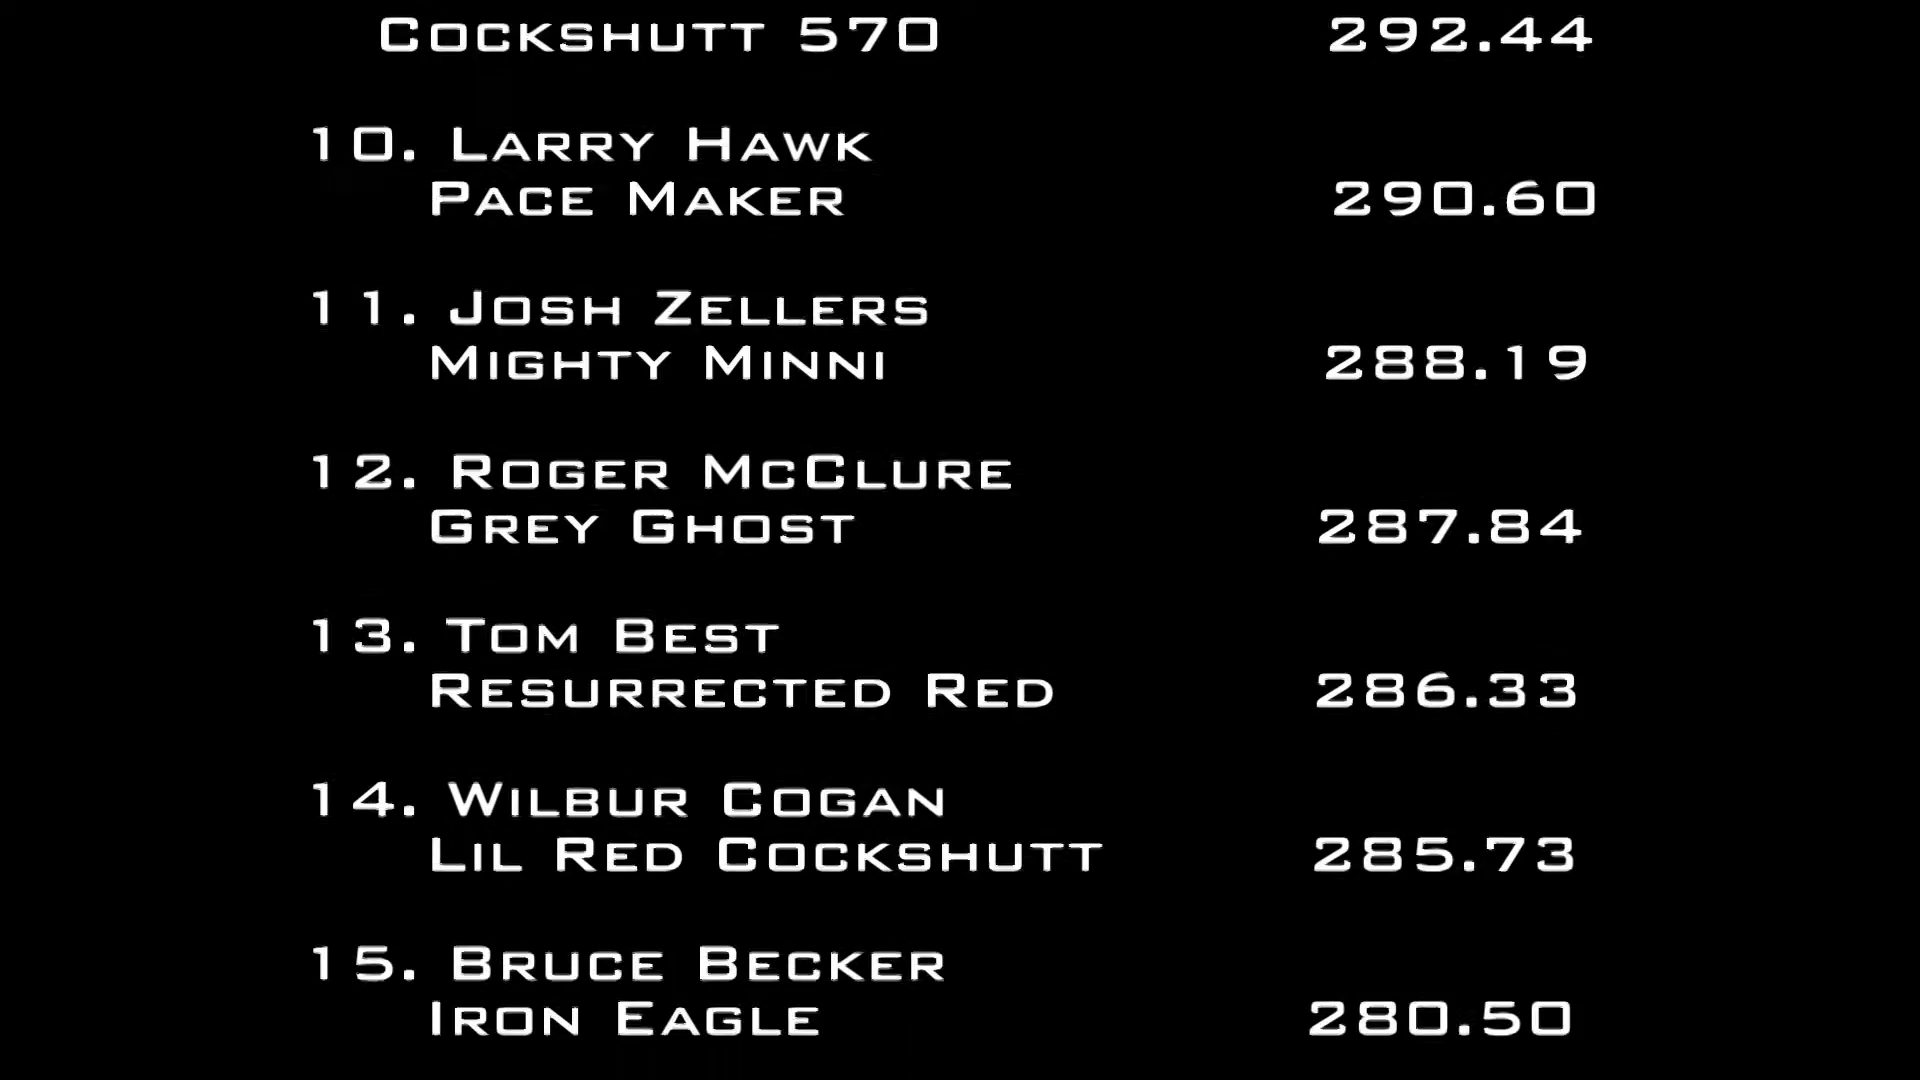 Cockshutt 570 292.44
10. Larry Hawk
Pace Maker 290.60
11. Josh Zellers
Mighty Minni 288.19
12. Roger McClure
Grey Ghost 287.84
13. Tom Best
Resurrected Red 286.33
14. Wilbur Cogan
Lil Red Cockshutt 285.73
15. Bruce Becker
Iron Eagle 280.50